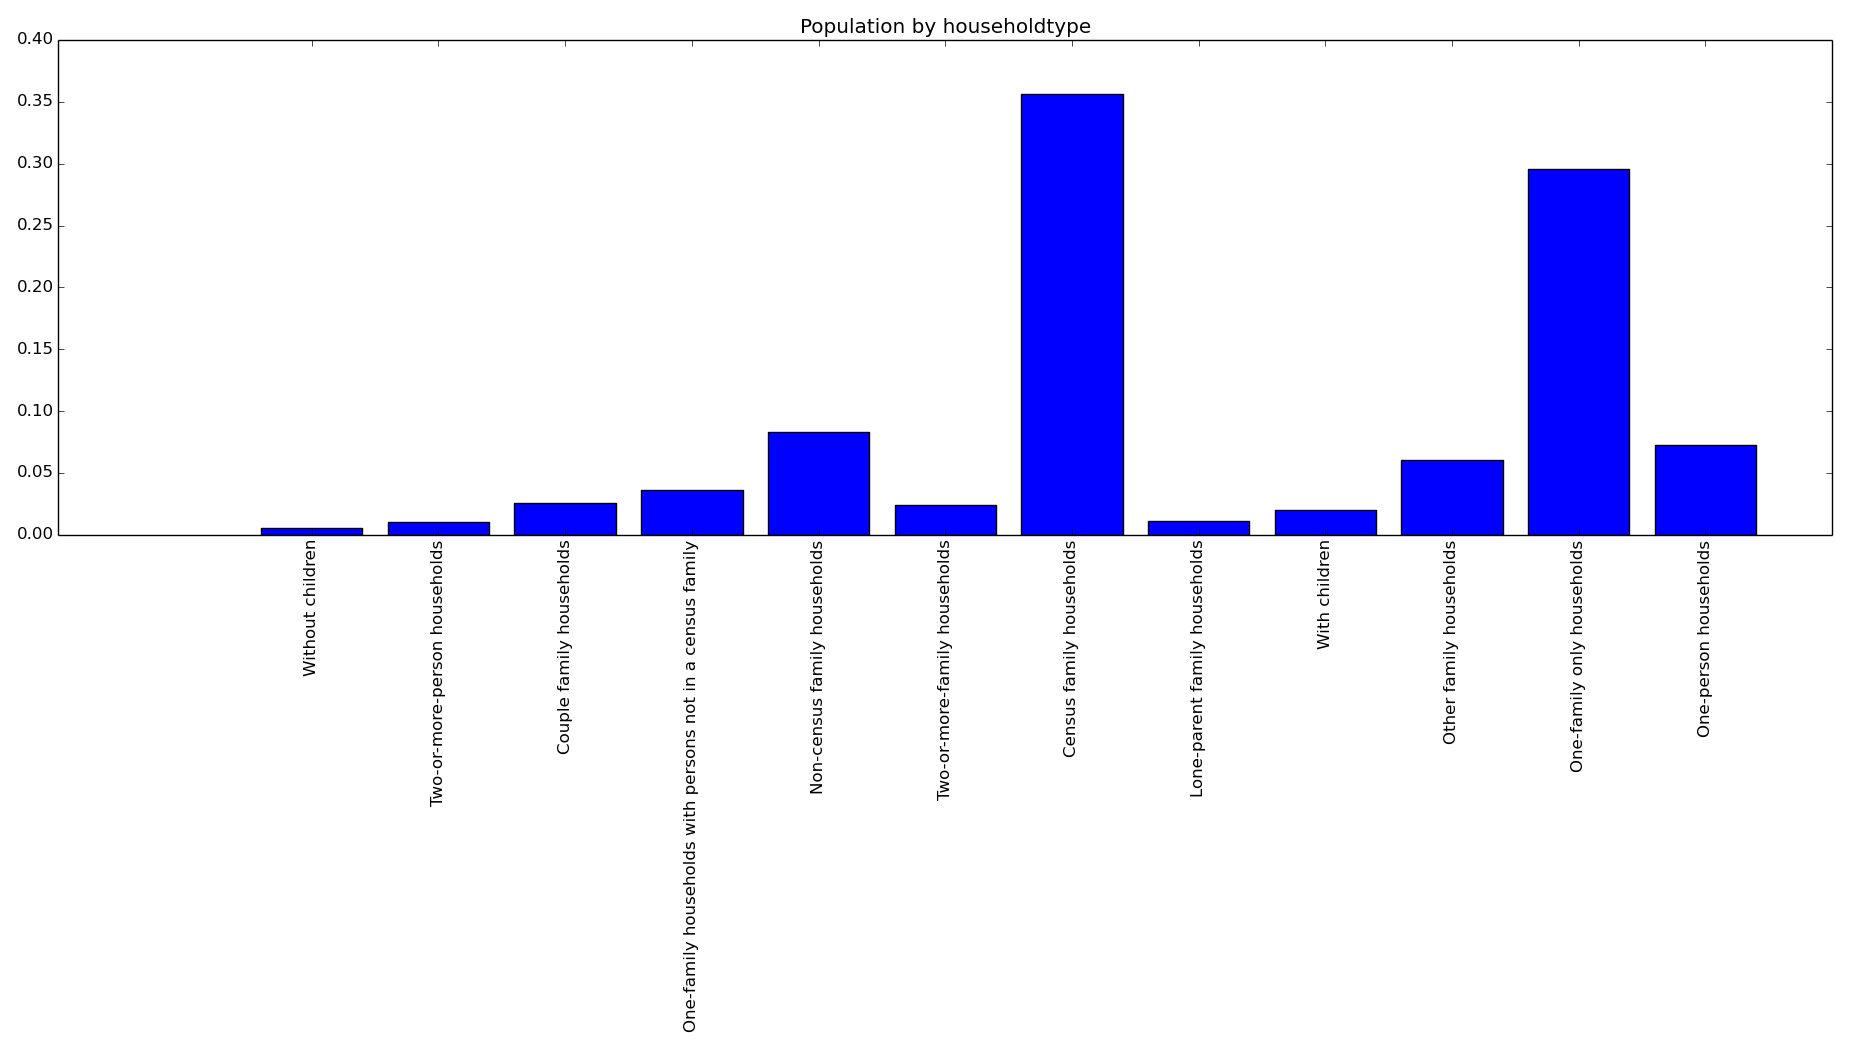 Population by householdtype
0.40
0.35
0.30
0.25
0.20
0.15
0.10
0.05
0.00
Without children
Two-or-more-person households
Couple family households
One-family households with persons not in a census family
Non-census family households
Two-or-more-family households
Census family households
Lone-parent family households
With children
Other family households
One-family only households
One-person households